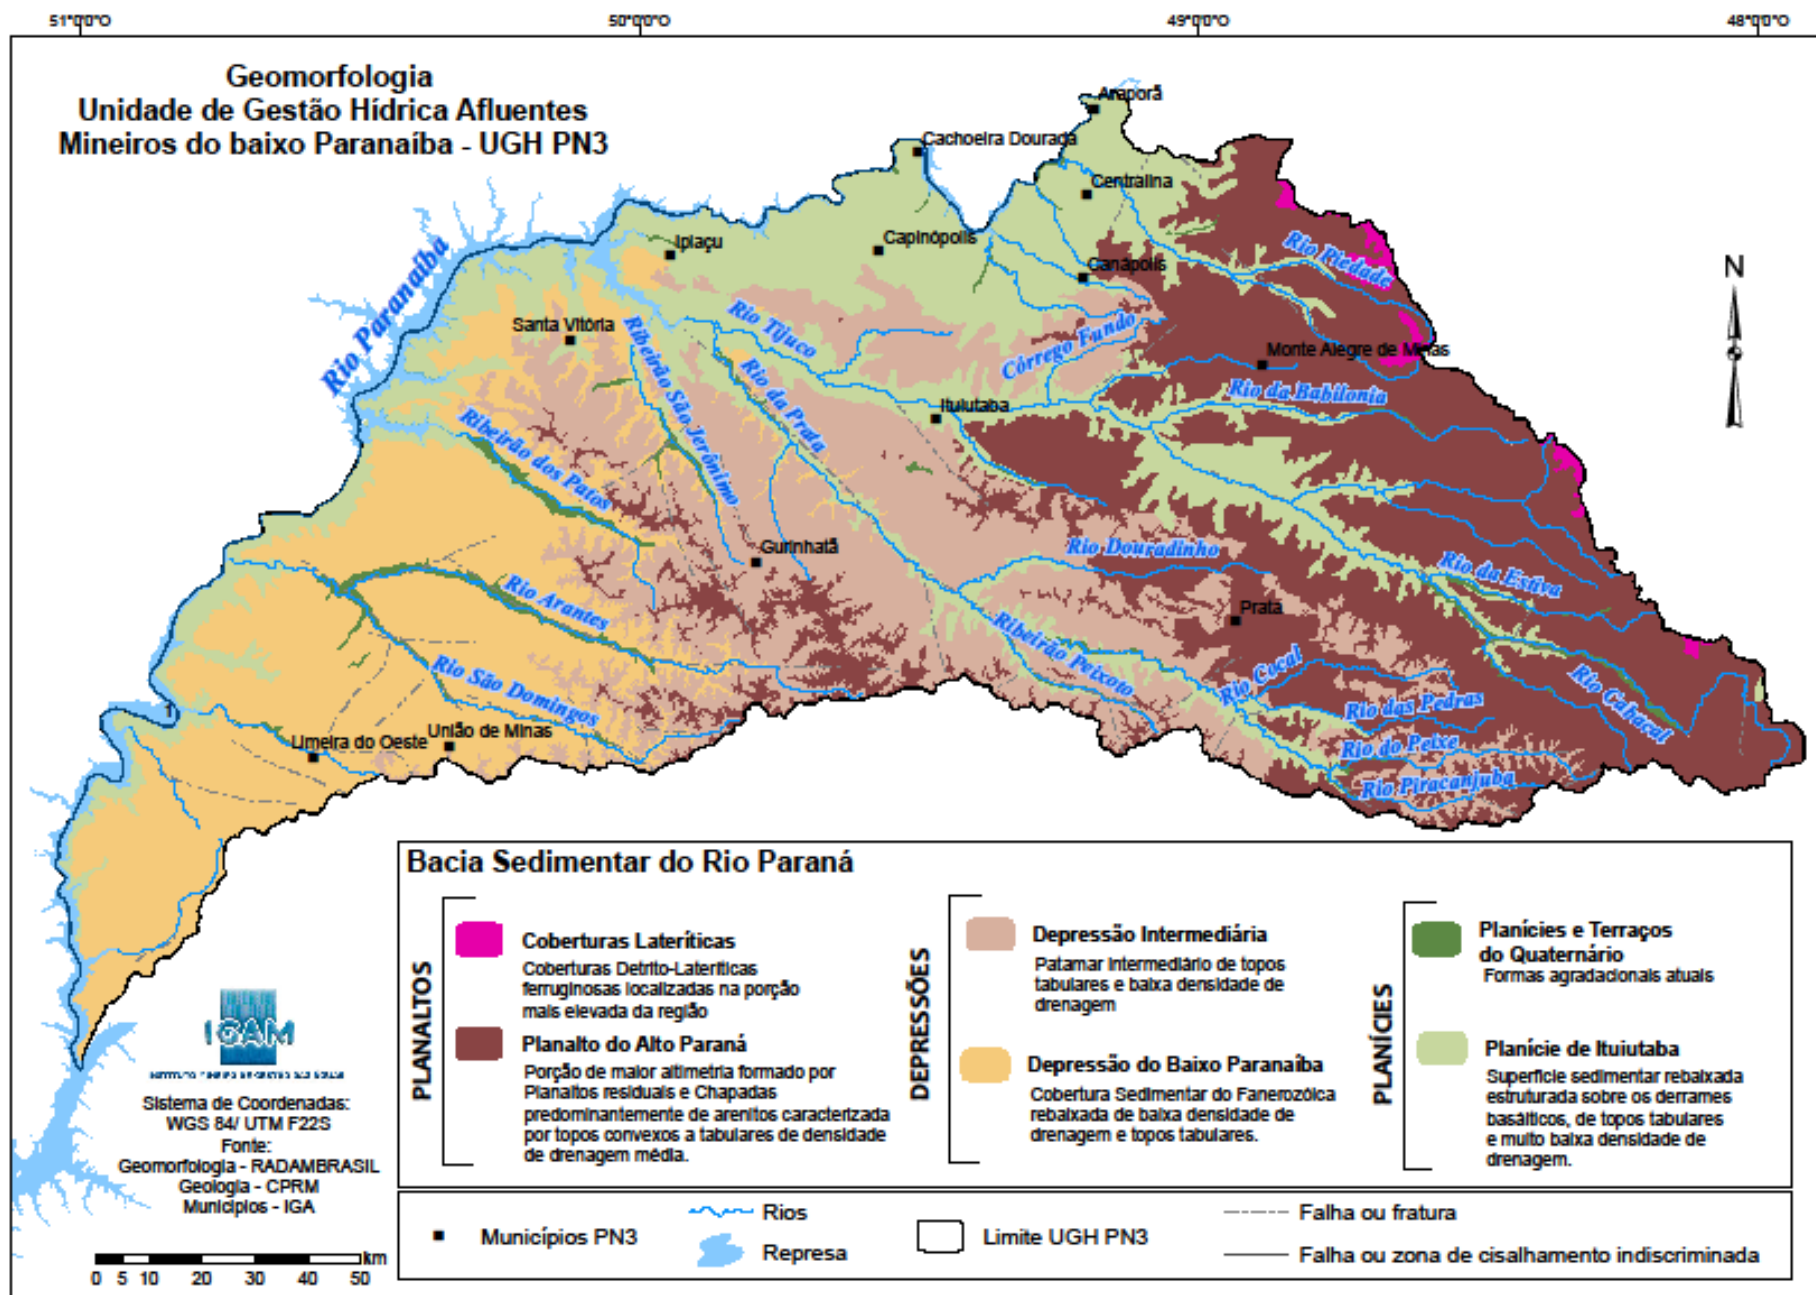 51°0'0"O
50°0'0"O
49°0'0"O
48°0'0"O
Geomorfologia
Unidade de Gestão Hídrica Afluentes
Mineiros do baixo Paranaíba - UGH PN3
Araporã
Cachoeira Dourada
Centralina
Ipiaçu
Capinópolis
Canápolis
Rio Piedade
Rio Paranaíba
Santa Vitória
Ribeirão São Jerônimo
Rio Tijuco
Córrego Fundo
Monte Alegre de Minas
Rio da Prata
Rio da Babilonia
Ituiutaba
Ribeirão dos Patos
Gurinhatã
Rio Douradinho
Rio da Estiva
Rio Arantes
Prata
Ribeirão Peixoto
Rio Cocal
Rio São Domingos
Rio das Pedras
Rio Cabaçal
União de Minas
Limeira do Oeste
Rio do Peixe
Rio Piracanjuba
N
Bacia Sedimentar do Rio Paraná
PLANALTOS
Coberturas Lateríticas
Coberturas Detrito-Lateríticas
ferruginosas localizadas na porção
mais elevada da região
Planalto do Alto Paraná
Porção de maior altimetria formado por
Planaltos residuais e Chapadas
predominantemente de arenitos caracterizada
por topos convexos a tabulares de densidade
de drenagem média.
DEPRESSÕES
Depressão Intermediária
Patamar Intermediário de topos
tabulares e baixa densidade de
drenagem
Depressão do Baixo Paranaíba
Cobertura Sedimentar do Fanerozóica
rebaixada de baixa densidade de
drenagem e topos tabulares.
PLANÍCIES
Planícies e Terraços
do Quaternário
Formas agradacionais atuais
Planície de Ituiutaba
Superfície sedimentar rebaixada
estruturada sobre os derrames
basálticos, de topos tabulares
e muito baixa densidade de
drenagem.
IGAM
INSTITUTO MINEIRO DE GESTÃO DAS ÁGUAS
Sistema de Coordenadas:
WGS 84/ UTM F22S
Fonte:
Geomorfologia - RADAMBRASIL
Geologia - CPRM
Municípios - IGA
km
0 5 10 20 30 40 50
Municípios PN3
Rios
Represa
Limite UGH PN3
Falha ou fratura
Falha ou zona de cisalhamento indiscriminada